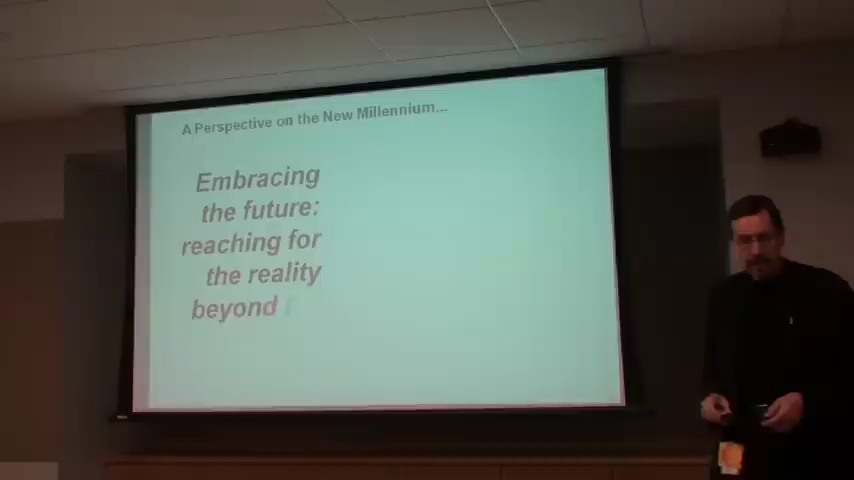 A Perspective on the New Millennium...
Embracing
the future:
reaching for
the reality
beyond